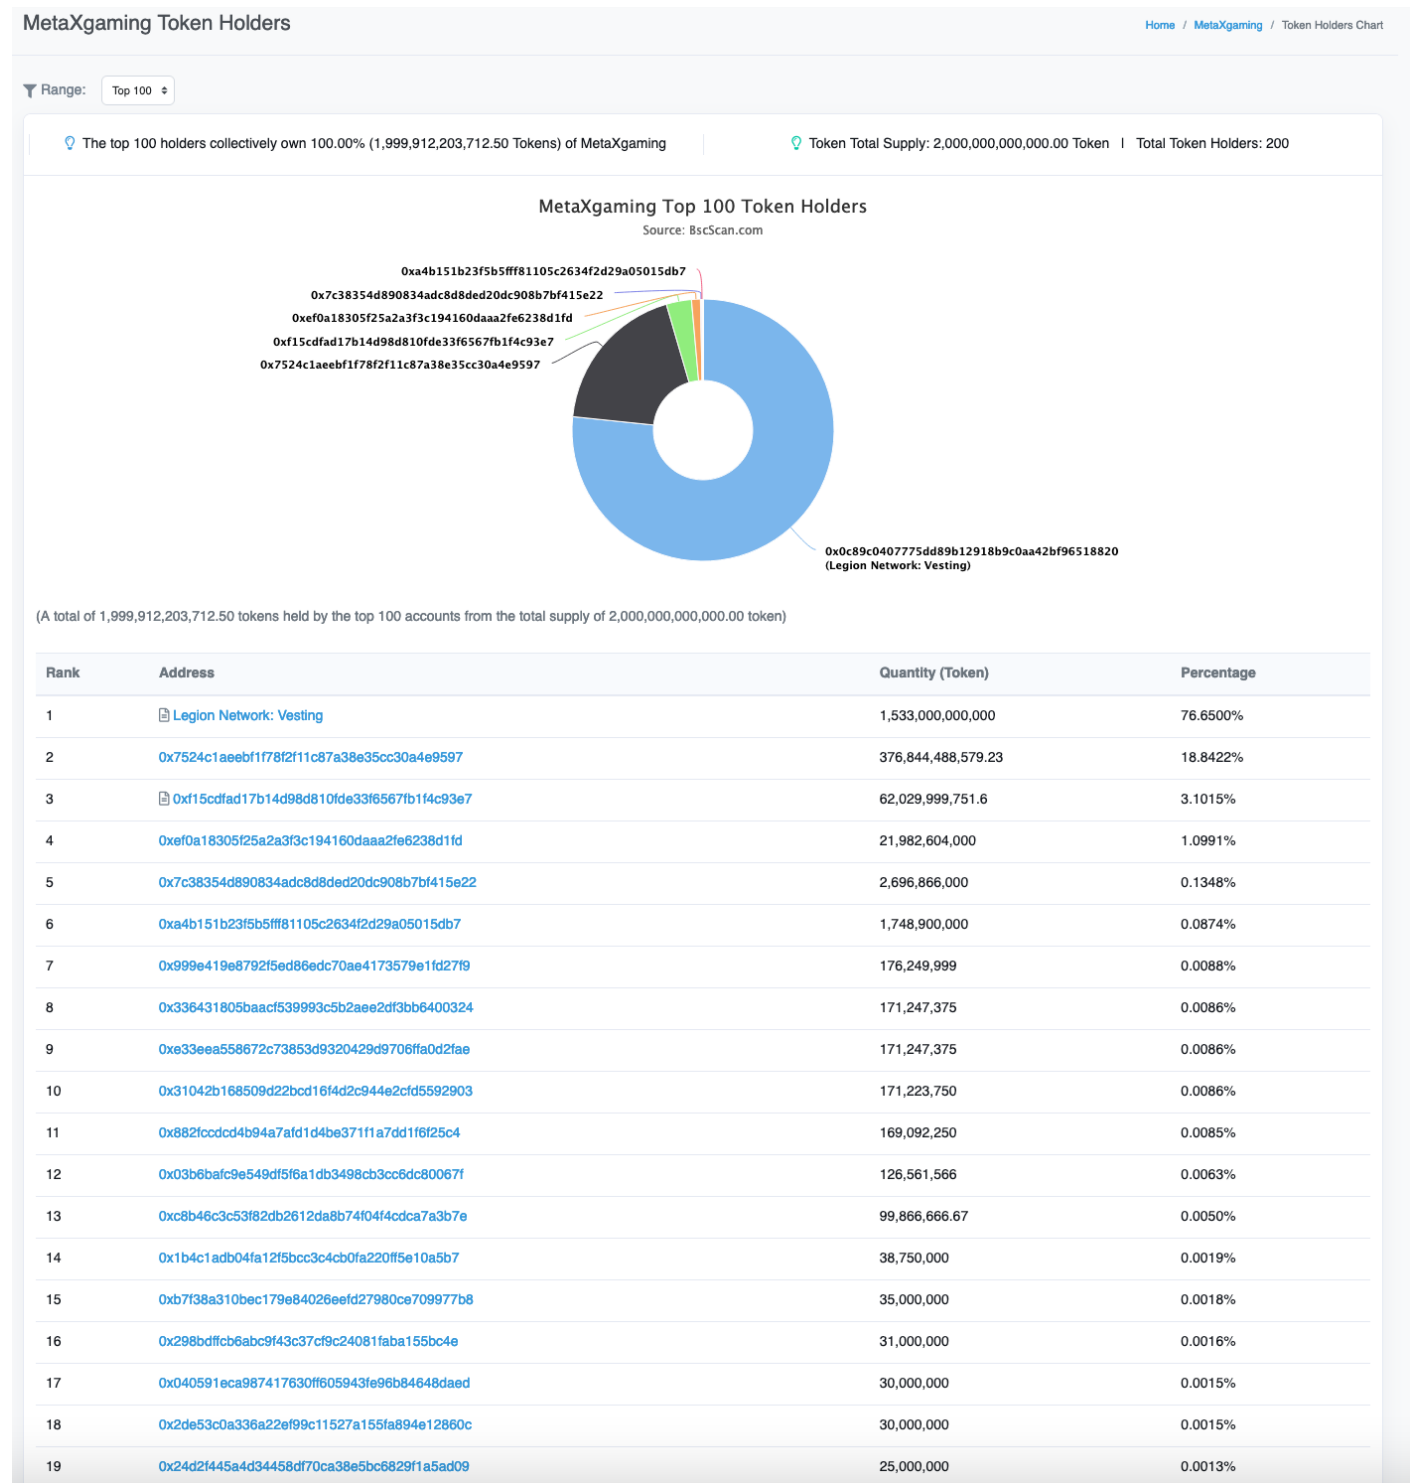 MetaXgaming Token Holders
Home / MetaXgaming / Token Holders Chart
Range: Top 100
The top 100 holders collectively own 100.00% (1,999,912,203,712.50 Tokens) of MetaXgaming
Token Total Supply: 2,000,000,000,000.00 Token | Total Token Holders: 200
MetaXgaming Top 100 Token Holders
Source: BscScan.com
0xa4b151b23f5b5fff81105c2634f2d29a05015db7
0x7c38354d890834adc8d8ded20dc908b7bf415e22
0xef0a18305f25a2a3f3c194160daaa2fe6238d1fd
0xf15cdfad17b14d98d810fde33f6567fb1f4c93e7
0x7524c1aeebf1f78f2f11c87a38e35cc30a4e9597
0x0c89c0407775dd89b12918b9c0aa42bf96518820
(Legion Network: Vesting)
(A total of 1,999,912,203,712.50 tokens held by the top 100 accounts from the total supply of 2,000,000,000,000.00 token)
Rank Address Quantity (Token) Percentage
1 Legion Network: Vesting 1,533,000,000,000 76.6500%
2 0x7524c1aeebf1f78f2f11c87a38e35cc30a4e9597 376,844,488,579.23 18.8422%
3 0xf15cdfad17b14d98d810fde33f6567fb1f4c93e7 62,029,999,751.6 3.1015%
4 0xef0a18305f25a2a3f3c194160daaa2fe6238d1fd 21,982,604,000 1.0991%
5 0x7c38354d890834adc8d8ded20dc908b7bf415e22 2,696,866,000 0.1348%
6 0xa4b151b23f5b5fff81105c2634f2d29a05015db7 1,748,900,000 0.0874%
7 0x999e419e8792f5ed86edc70ae4173579e1fd27f9 176,249,999 0.0088%
8 0x336431805baacf539993c5b2aee2df3bb6400324 171,247,375 0.0086%
9 0xe33eea558672c73853d9320429d9706ffa0d2fae 171,247,375 0.0086%
10 0x31042b168509d22bcd16f4d2c944e2cfd5592903 171,223,750 0.0086%
11 0x882fccdcd4b94a7afd1d4be371f1a7dd1f6f25c4 169,092,250 0.0085%
12 0x03b6bafc9e549df5f6a1db3498cb3cc6dc80067f 126,561,566 0.0063%
13 0xc8b46c3c53f82db2612da8b74f04f4cdca7a3b7e 99,866,666.67 0.0050%
14 0x1b4c1adb04fa12f5bcc3c4cb0fa220ff5e10a5b7 38,750,000 0.0019%
15 0xb7f38a310bec179e84026eefd27980ce709977b8 35,000,000 0.0018%
16 0x298bdffcb6abc9f43c37cf9c24081faba155bc4e 31,000,000 0.0016%
17 0x040591eca987417630ff605943fe96b84648daed 30,000,000 0.0015%
18 0x2de53c0a336a22ef99c11527a155fa894e12860c 30,000,000 0.0015%
19 0x24d2f445a4d34458df70ca38e5bc6829f1a5ad09 25,000,000 0.0013%